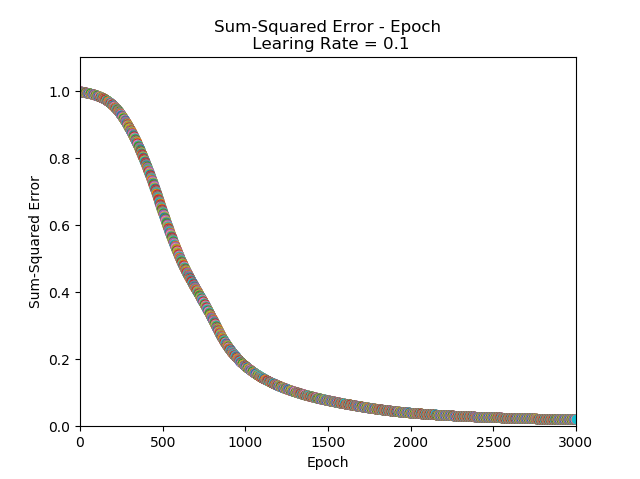 Sum-Squared Error - Epoch
Learing Rate = 0.1
1.0
0.8
0.6
0.4
0.2
0.0
Sum-Squared Error
0 500 1000 1500 2000 2500 3000
Epoch